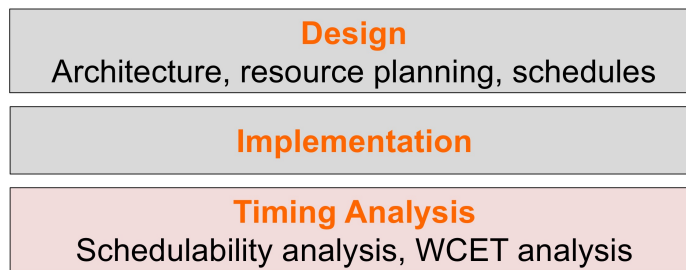 Design
Architecture, resource planning, schedules
Implementation
Timing Analysis
Schedulability analysis, WCET analysis